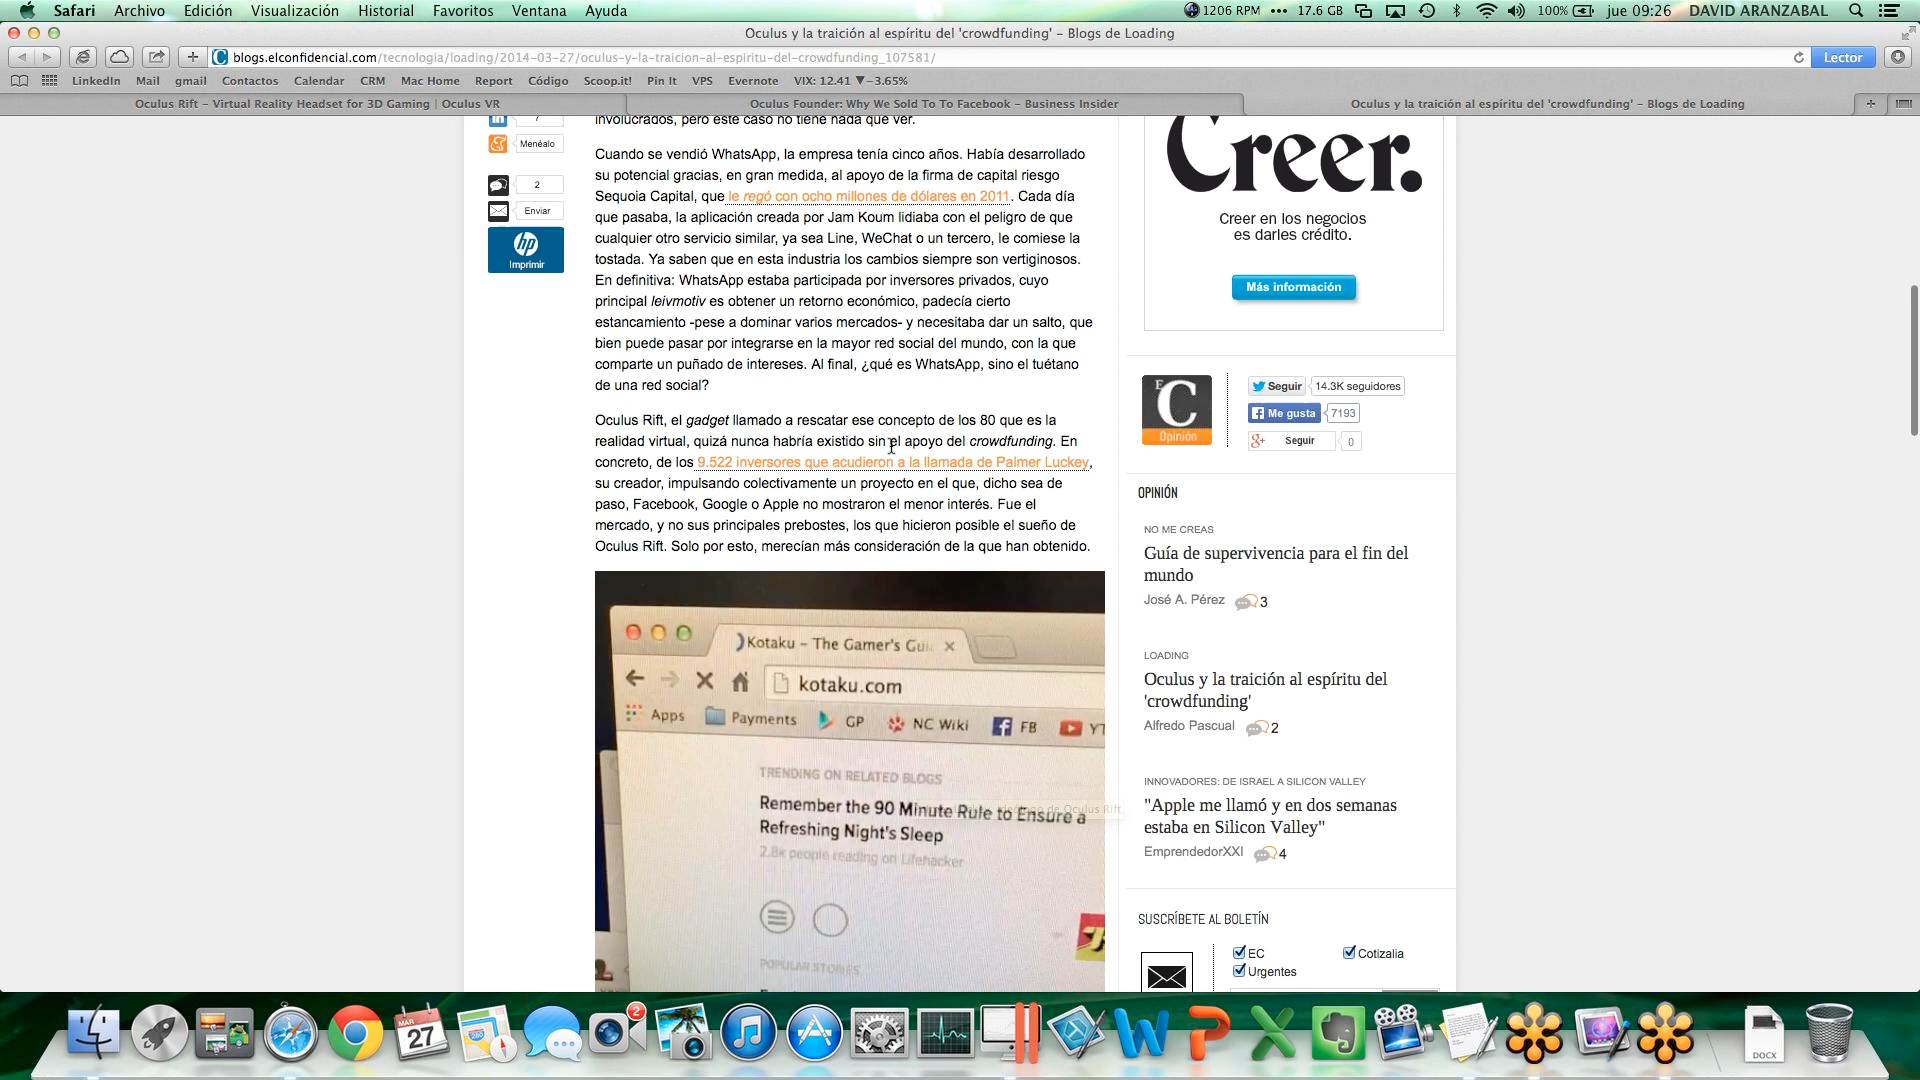 Safari Archivo Edición Visualización Historial Favoritos Ventana Ayuda 1206 RPM 17.6 GB 100% jue 09:26 DAVID ARANZABAL
Oculus y la traición al espíritu del 'crowdfunding' – Blogs de Loading
blogs.elconfidencial.com/tecnologia/loading/2014-03-27/oculus-y-la-traicion-al-espiritu-del-crowdfunding_107581/ Lector
LinkedIn Mail gmail Contactos Calendar CRM Mac Home Report Código Scoop.it! Pin It VPS Evernote VIX: 12.41 ▼−3.65%
Oculus Rift – Virtual Reality Headset for 3D Gaming | Oculus VR
Oculus Founder: Why We Sold To To Facebook – Business Insider
Oculus y la traición al espíritu del 'crowdfunding' – Blogs de Loading
7
Menéalo
2
Enviar
hp
Imprimir
involucrados, pero este caso no tiene nada que ver.
Cuando se vendió WhatsApp, la empresa tenía cinco años. Había desarrollado
su potencial gracias, en gran medida, al apoyo de la firma de capital riesgo
Sequoia Capital, que le regó con ocho millones de dólares en 2011. Cada día
que pasaba, la aplicación creada por Jam Koum lidiaba con el peligro de que
cualquier otro servicio similar, ya sea Line, WeChat o un tercero, le comiese la
tostada. Ya saben que en esta industria los cambios siempre son vertiginosos.
En definitiva: WhatsApp estaba participada por inversores privados, cuyo
principal leivmotiv es obtener un retorno económico, padecía cierto
estancamiento -pese a dominar varios mercados- y necesitaba dar un salto, que
bien puede pasar por integrarse en la mayor red social del mundo, con la que
comparte un puñado de intereses. Al final, ¿qué es WhatsApp, sino el tuétano
de una red social?
Oculus Rift, el gadget llamado a rescatar ese concepto de los 80 que es la
realidad virtual, quizá nunca habría existido sin el apoyo del crowdfunding. En
concreto, de los 9.522 inversores que acudieron a la llamada de Palmer Luckey,
su creador, impulsando colectivamente un proyecto en el que, dicho sea de
paso, Facebook, Google o Apple no mostraron el menor interés. Fue el
mercado, y no sus principales prebostes, los que hicieron posible el sueño de
Oculus Rift. Solo por esto, merecían más consideración de la que han obtenido.
Kotaku – The Gamer's Gui
kotaku.com
Apps Payments GP NC Wiki FB YT
TRENDING ON RELATED BLOGS
Remember the 90 Minute Rule to Ensure a
Refreshing Night's Sleep
2.8k people reading on Lifehacker
POPULAR STORIES
Creer.
Creer en los negocios
es darles crédito.
Más información
E
C
Opinión
Seguir 14.3K seguidores
Me gusta 7193
g+ Seguir 0
OPINIÓN
NO ME CREAS
Guía de supervivencia para el fin del
mundo
José A. Pérez 3
LOADING
Oculus y la traición al espíritu del
'crowdfunding'
Alfredo Pascual 2
INNOVADORES: DE ISRAEL A SILICON VALLEY
"Apple me llamó y en dos semanas
estaba en Silicon Valley"
EmprendedorXXI 4
SUSCRÍBETE AL BOLETÍN
EC Cotizalia
Urgentes
MAR
27
2
W P X
DOCX